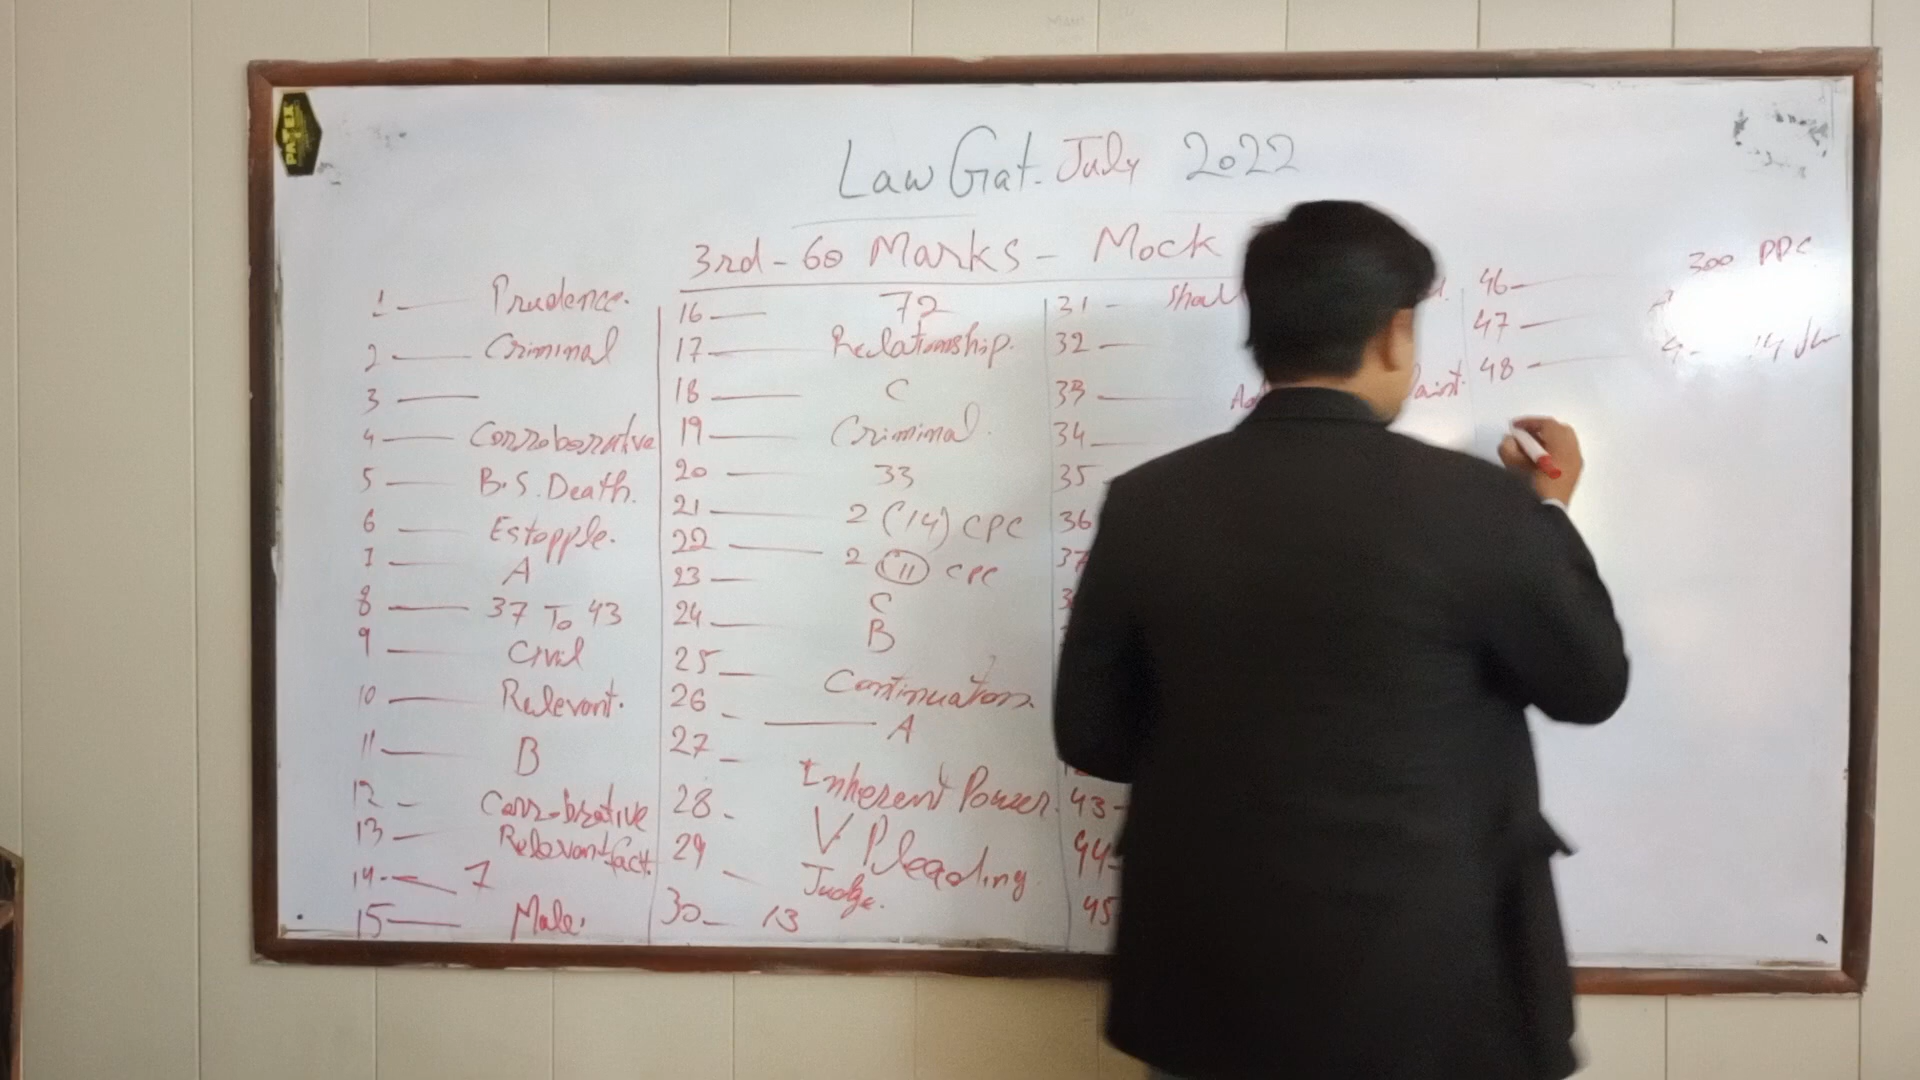 PATEX
Law Gat. July 2022
3rd - 60 Marks - Mock
1 — Prudence.
2 — Criminal
3 —
4 — Corroborative
5 — B.S. Death.
6 — Estopple.
7 — A
8 — 37 To 43
9 — Civil
10 — Relevant.
11 — B
12 - Corroborative
13 — Relevant fact.
14 — 7
15 — Male.
16 — 72
17 — Relationship.
18 — C
19 — Criminal.
20 — 33
21 — 2 (14) CPC
22 — 2 (11) CPC
23 — C
24 — B
25 — Continuation
26 - — A
27 — Inherent Power.
28 - V Pleading
29 - Judge.
30 - 13
31 - Shall
32 —
33 —
34 —
35
36
37
43 -
44 -
45
46 — 300 PPC
47 —
48 —